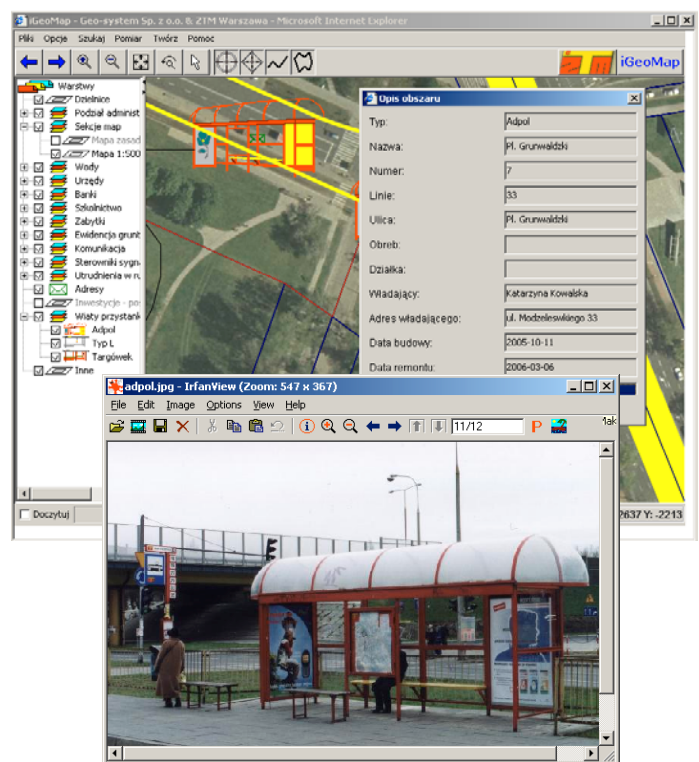 iGeoMap - Geo-system Sp. z o.o. & ZTM Warszawa - Microsoft Internet Explorer
Pliki Opcje Szukaj Pomiar Twórz Pomoc
ztm iGeoMap
Warstwy
Dzielnice
Podział administ
Sekcje map
Mapa zasad
Mapa 1:500
Wody
Urzędy
Banki
Szkolnictwo
Zabytki
Ewidencja grunt
Komunikacja
Sterowniki sygn
Utrudnienia w ru
Adresy
Inwestycje - po
Wiaty przystank
Adpol
Typ L
Targówek
Inne
Doczytuj
2637 Y: -2213
Opis obszaru
Typ: Adpol
Nazwa: Pl. Grunwaldzki
Numer: 7
Linie: 33
Ulica: Pl. Grunwaldzki
Obreb:
Działka:
Władający: Katarzyna Kowalska
Adres władającego: ul. Modzelewskiego 33
Data budowy: 2005-10-11
Data remontu: 2006-03-06
adpol.jpg - IrfanView (Zoom: 547 x 367)
File Edit Image Options View Help
11/12